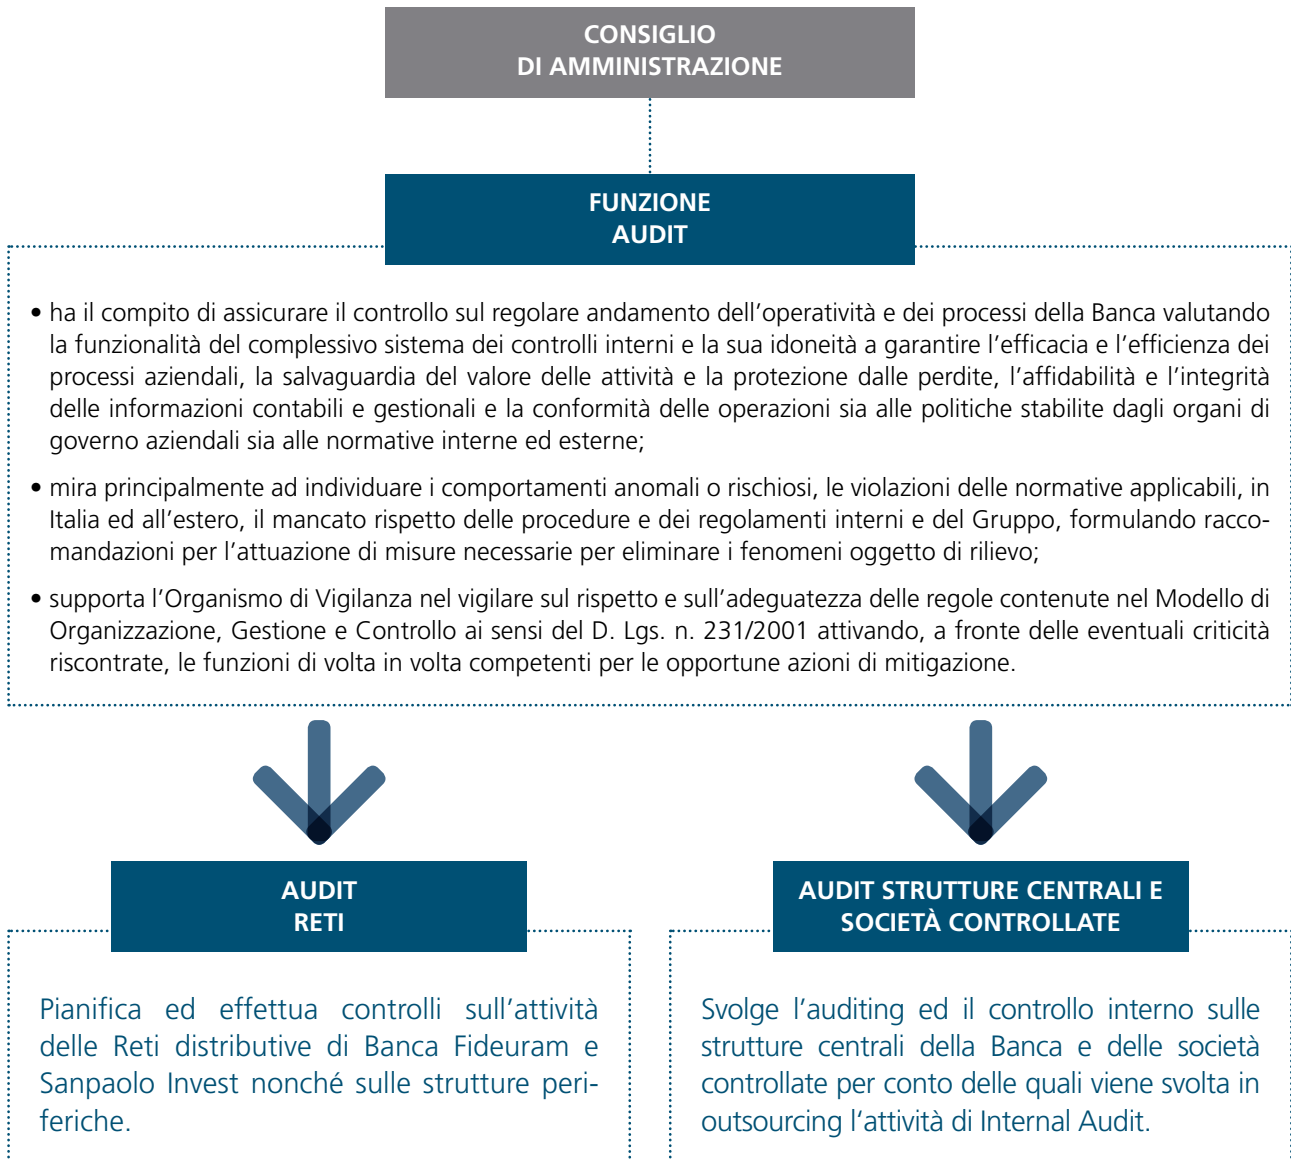 CONSIGLIO
DI AMMINISTRAZIONE
FUNZIONE
AUDIT
• ha il compito di assicurare il controllo sul regolare andamento dell'operatività e dei processi della Banca valutando
la funzionalità del complessivo sistema dei controlli interni e la sua idoneità a garantire l'efficacia e l'efficienza dei
processi aziendali, la salvaguardia del valore delle attività e la protezione dalle perdite, l'affidabilità e l'integrità
delle informazioni contabili e gestionali e la conformità delle operazioni sia alle politiche stabilite dagli organi di
governo aziendali sia alle normative interne ed esterne;
• mira principalmente ad individuare i comportamenti anomali o rischiosi, le violazioni delle normative applicabili, in
Italia ed all'estero, il mancato rispetto delle procedure e dei regolamenti interni e del Gruppo, formulando racco-
mandazioni per l'attuazione di misure necessarie per eliminare i fenomeni oggetto di rilievo;
• supporta l'Organismo di Vigilanza nel vigilare sul rispetto e sull'adeguatezza delle regole contenute nel Modello di
Organizzazione, Gestione e Controllo ai sensi del D. Lgs. n. 231/2001 attivando, a fronte delle eventuali criticità
riscontrate, le funzioni di volta in volta competenti per le opportune azioni di mitigazione.
AUDIT
RETI
Pianifica ed effettua controlli sull'attività
delle Reti distributive di Banca Fideuram e
Sanpaolo Invest nonché sulle strutture peri-
feriche.
AUDIT STRUTTURE CENTRALI E
SOCIETÀ CONTROLLATE
Svolge l'auditing ed il controllo interno sulle
strutture centrali della Banca e delle società
controllate per conto delle quali viene svolta in
outsourcing l'attività di Internal Audit.